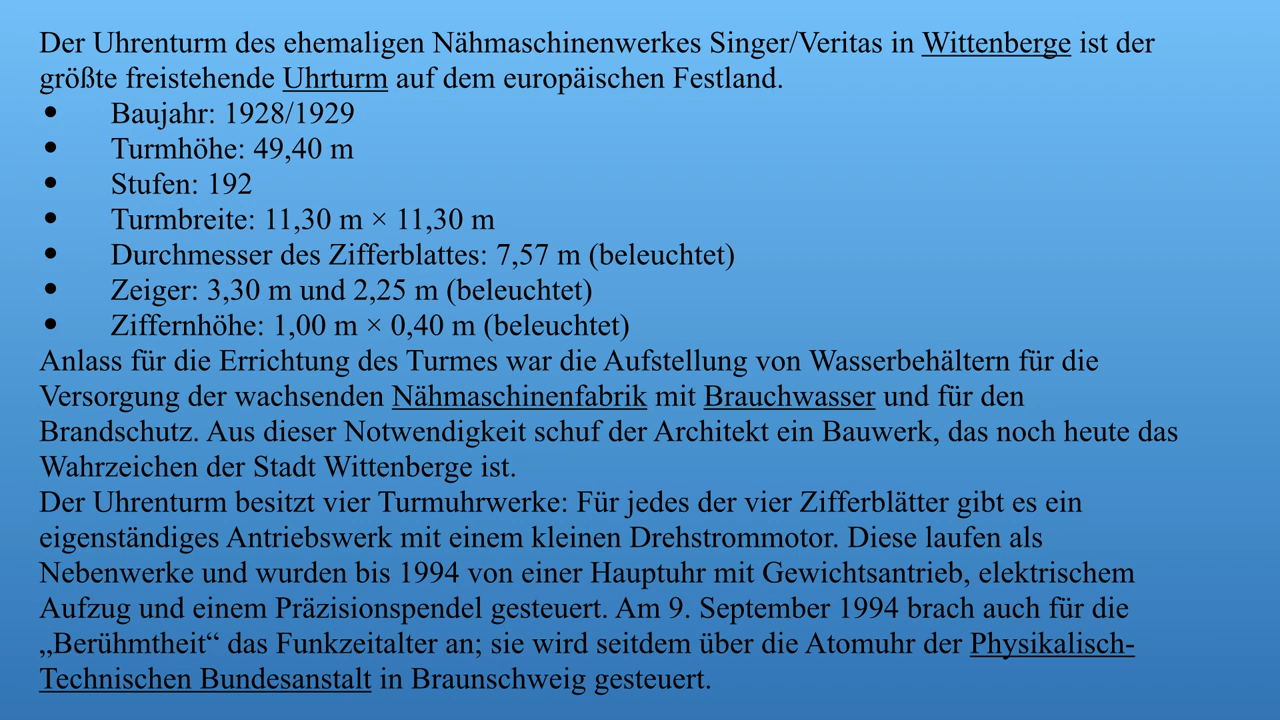 Der Uhrenturm des ehemaligen Nähmaschinenwerkes Singer/Veritas in Wittenberge ist der
größte freistehende Uhrturm auf dem europäischen Festland.
• Baujahr: 1928/1929
• Turmhöhe: 49,40 m
• Stufen: 192
• Turmbreite: 11,30 m × 11,30 m
• Durchmesser des Zifferblattes: 7,57 m (beleuchtet)
• Zeiger: 3,30 m und 2,25 m (beleuchtet)
• Ziffernhöhe: 1,00 m × 0,40 m (beleuchtet)
Anlass für die Errichtung des Turmes war die Aufstellung von Wasserbehältern für die
Versorgung der wachsenden Nähmaschinenfabrik mit Brauchwasser und für den
Brandschutz. Aus dieser Notwendigkeit schuf der Architekt ein Bauwerk, das noch heute das
Wahrzeichen der Stadt Wittenberge ist.
Der Uhrenturm besitzt vier Turmuhrwerke: Für jedes der vier Zifferblätter gibt es ein
eigenständiges Antriebswerk mit einem kleinen Drehstrommotor. Diese laufen als
Nebenwerke und wurden bis 1994 von einer Hauptuhr mit Gewichtsantrieb, elektrischem
Aufzug und einem Präzisionspendel gesteuert. Am 9. September 1994 brach auch für die
„Berühmtheit“ das Funkzeitalter an; sie wird seitdem über die Atomuhr der Physikalisch-
Technischen Bundesanstalt in Braunschweig gesteuert.